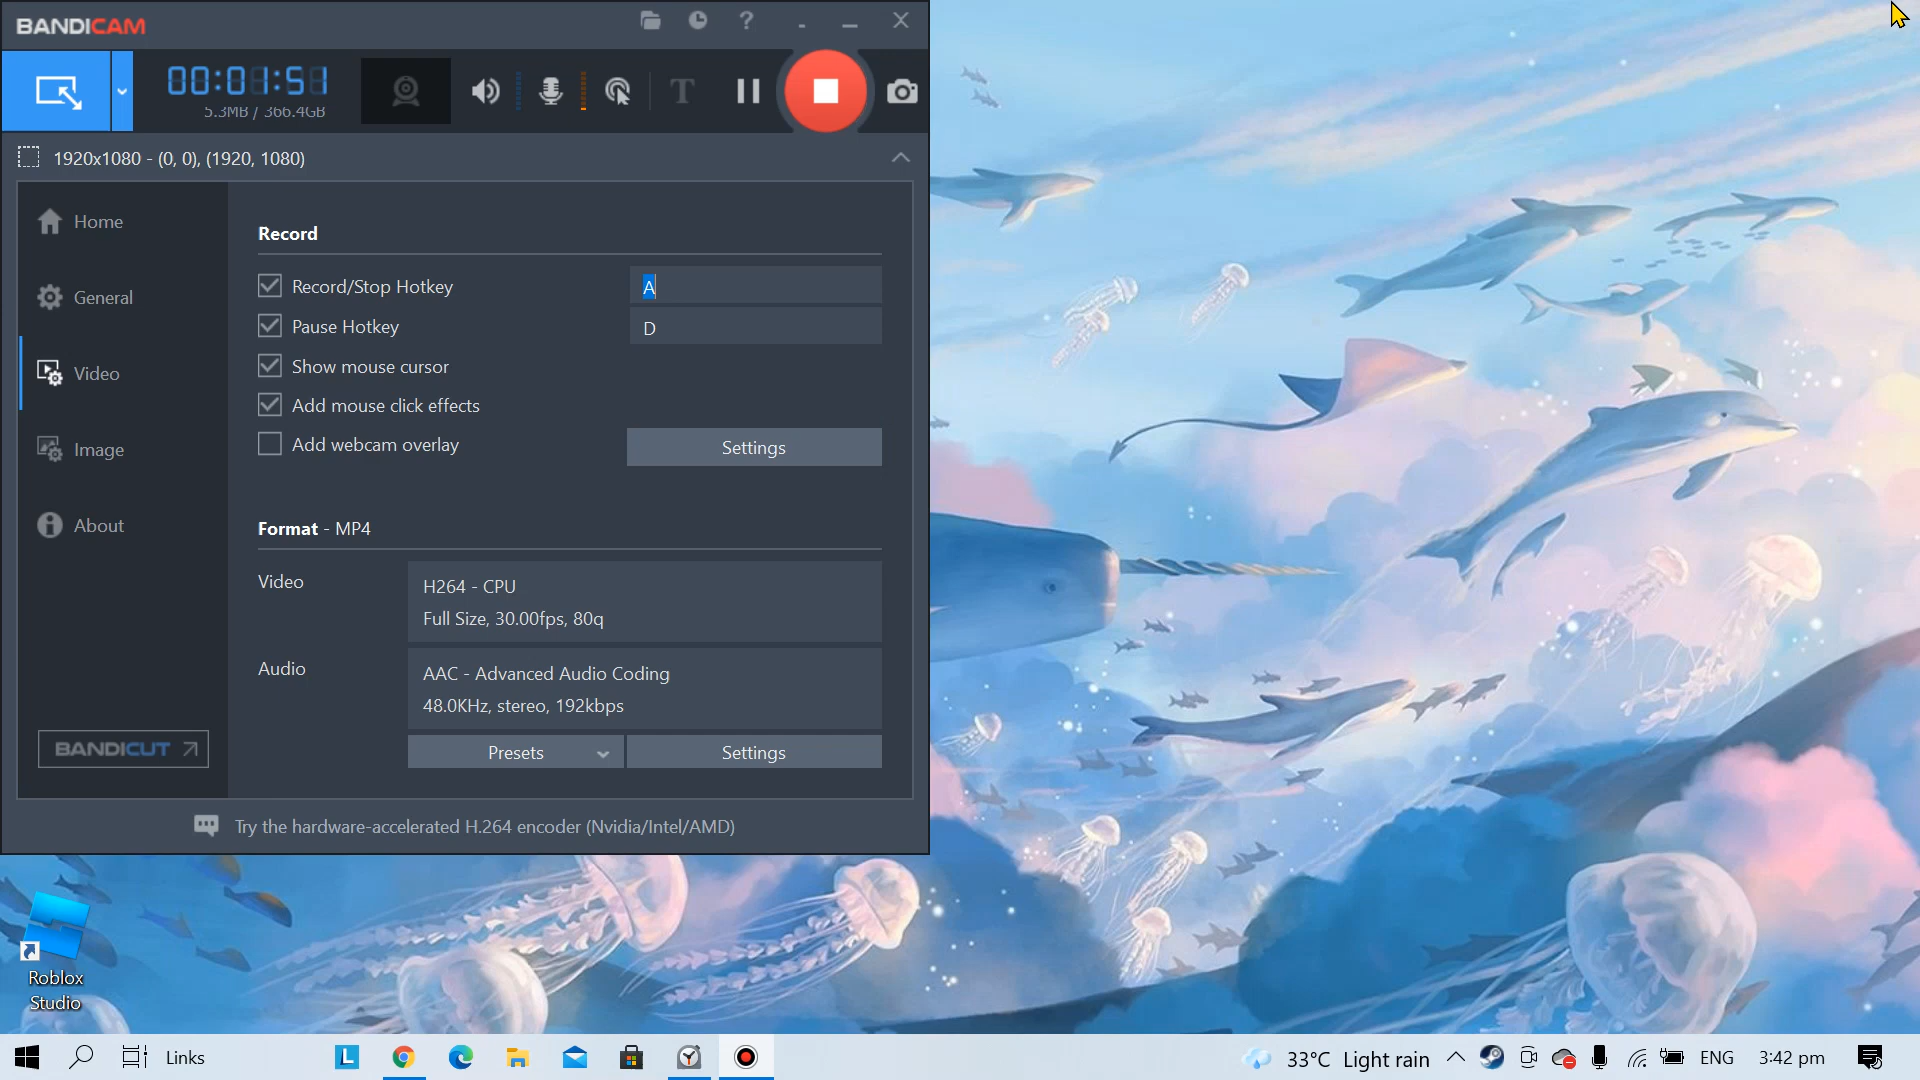 BANDICAM
00:01:51
5.3MB / 366.4GB
1920x1080 - (0, 0), (1920, 1080)
Home
General
Video
Image
About
BANDICUT
Record
Record/Stop Hotkey
A
Pause Hotkey
D
Show mouse cursor
Add mouse click effects
Add webcam overlay
Settings
Format - MP4
Video
H264 - CPU
Full Size, 30.00fps, 80q
Audio
AAC - Advanced Audio Coding
48.0KHz, stereo, 192kbps
Presets
Settings
Try the hardware-accelerated H.264 encoder (Nvidia/Intel/AMD)
Roblox
Studio
Links
L
33°C Light rain
ENG
3:42 pm